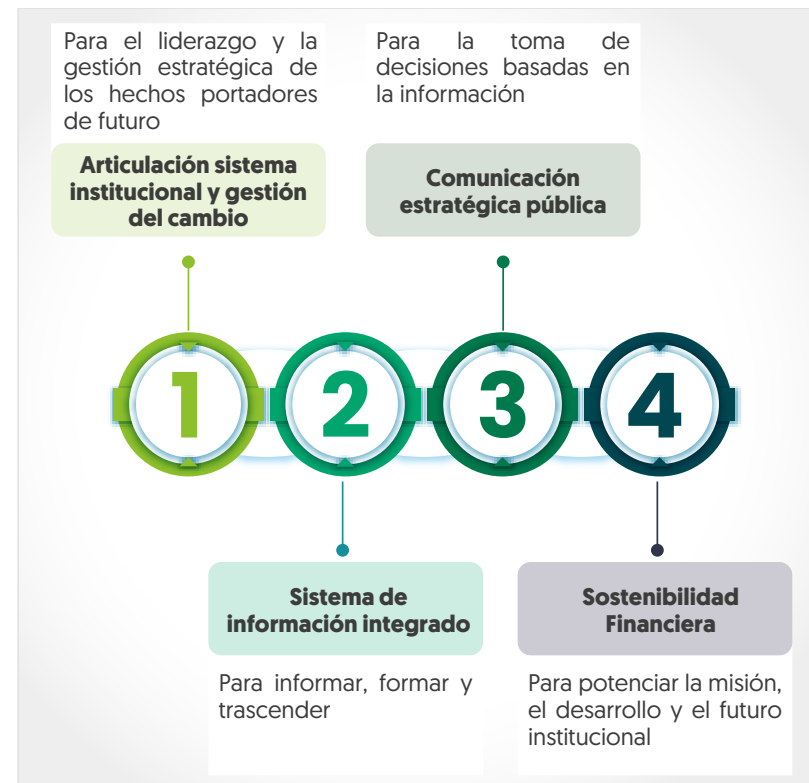 Para el liderazgo y la
gestión estratégica de
los hechos portadores
de futuro
Articulación sistema
institucional y gestión
del cambio
Para la toma de
decisiones basadas en
la información
Comunicación
estratégica pública
1
2
3
4
Sistema de
información integrado
Para informar, formar y
trascender
Sostenibilidad
Financiera
Para potenciar la misión,
el desarrollo y el futuro
institucional